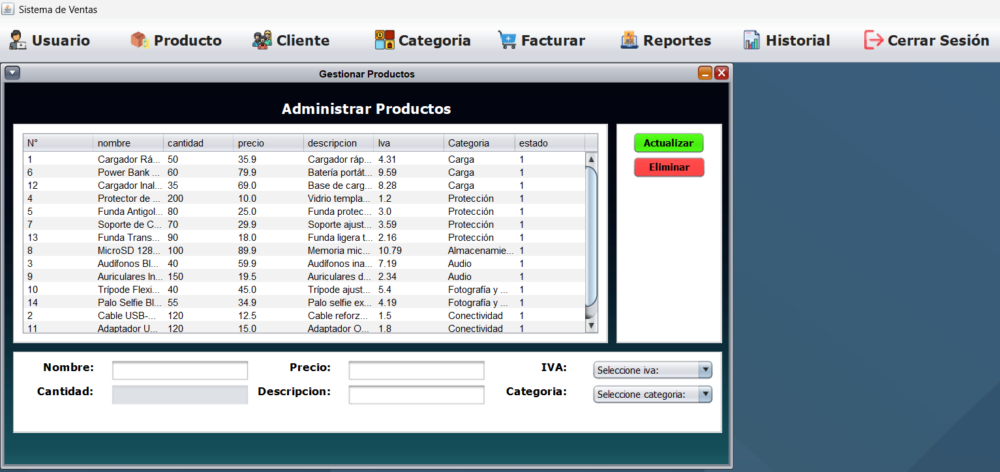 Sistema de Ventas
Usuario Producto Cliente Categoria Facturar Reportes Historial Cerrar Sesión
Gestionar Productos
Administrar Productos
N° nombre cantidad precio descripcion Iva Categoria estado
1 Cargador Rá... 50 35.9 Cargador ráp... 4.31 Carga 1
6 Power Bank ... 60 79.9 Batería portát... 9.59 Carga 1
12 Cargador Inal... 35 69.0 Base de carg... 8.28 Carga 1
4 Protector de ... 200 10.0 Vidrio templa... 1.2 Protección 1
5 Funda Antigol... 80 25.0 Funda protec... 3.0 Protección 1
7 Soporte de C... 70 29.9 Soporte ajust... 3.59 Protección 1
13 Funda Trans... 90 18.0 Funda ligera t... 2.16 Protección 1
8 MicroSD 128... 100 89.9 Memoria mic... 10.79 Almacenamie... 1
3 Audífonos Bl... 40 59.9 Audífonos ina... 7.19 Audio 1
9 Auriculares In... 150 19.5 Auriculares d... 2.34 Audio 1
10 Trípode Flexi... 40 45.0 Trípode ajust... 5.4 Fotografía y ... 1
14 Palo Selfie Bl... 55 34.9 Palo selfie ex... 4.19 Fotografía y ... 1
2 Cable USB-... 120 12.5 Cable reforz... 1.5 Conectividad 1
11 Adaptador U... 120 15.0 Adaptador O... 1.8 Conectividad 1
Actualizar
Eliminar
Nombre: Precio: IVA: Seleccione iva:
Cantidad: Descripcion: Categoria: Seleccione categoria: